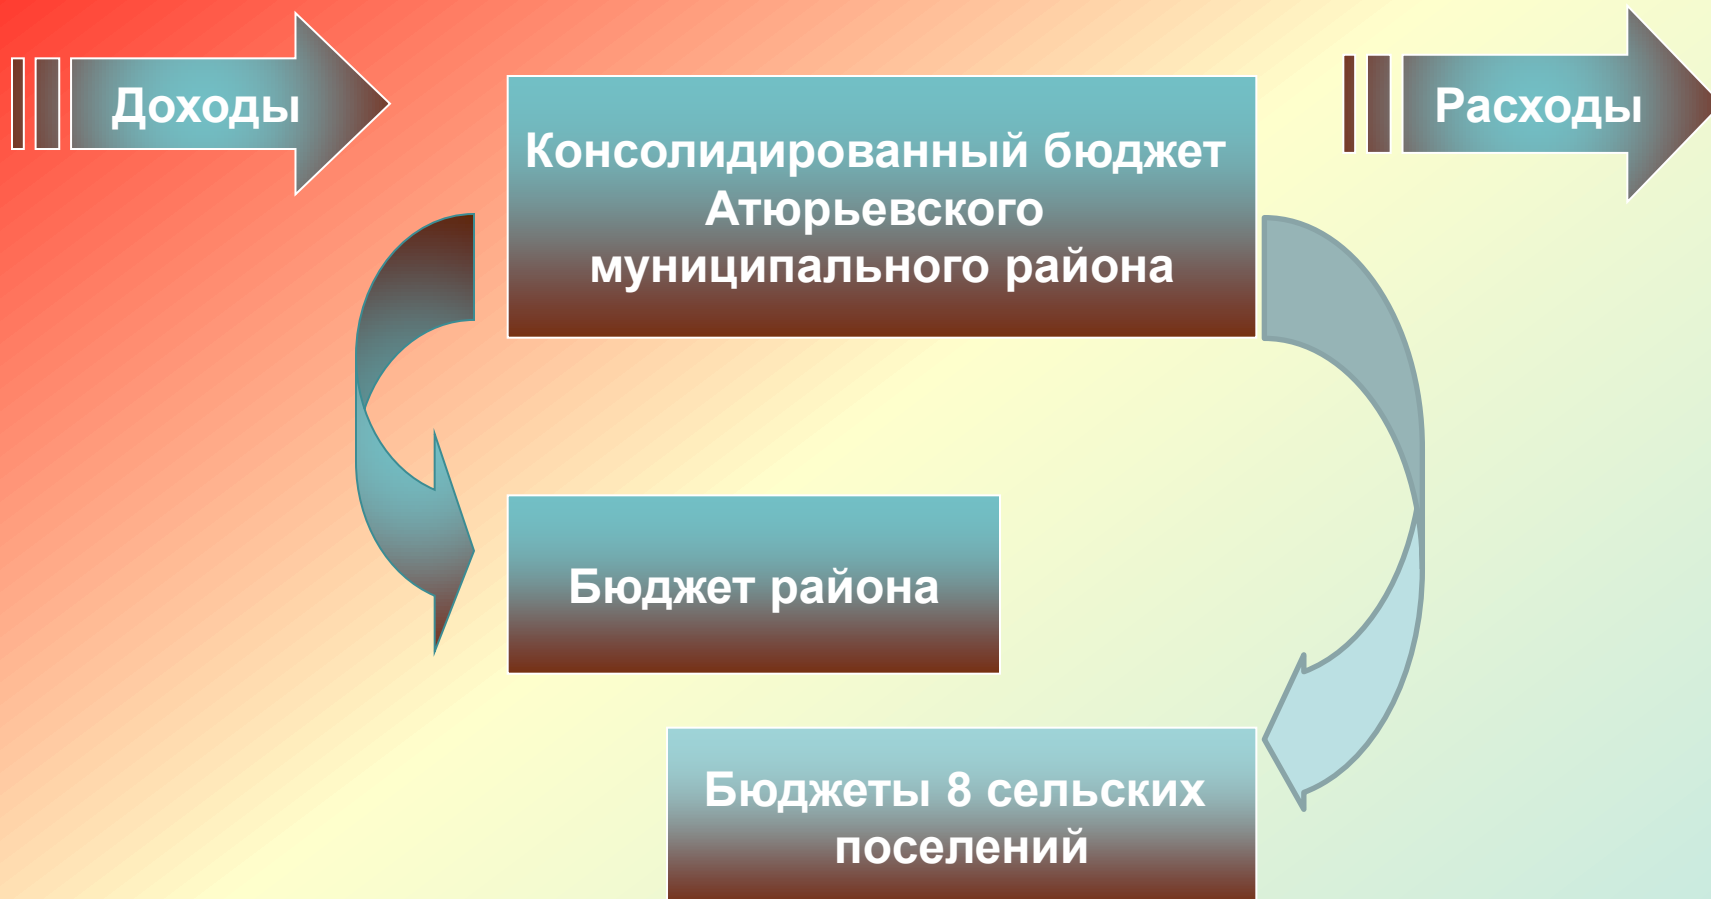 Доходы
Консолидированный бюджет
Атюрьевского
муниципального района
Расходы
Бюджет района
Бюджеты 8 сельских
поселений